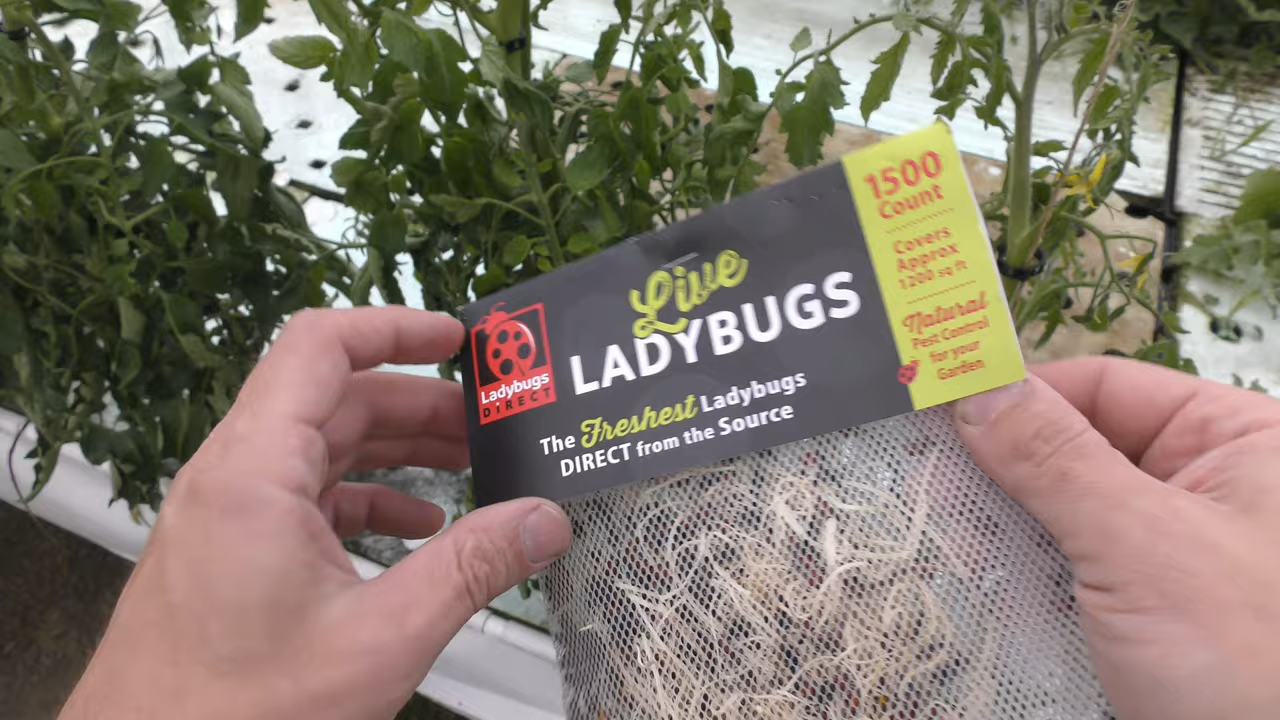 Live
LADYBUGS
The Freshest Ladybugs
DIRECT from the Source
Ladybugs
DIRECT
1500
Count
Covers
Approx
1200 sq ft
Natural
Pest Control
for your
Garden